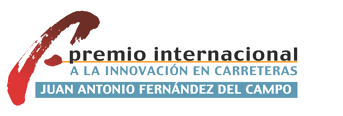 premio internacional
A LA INNOVACIÓN EN CARRETERAS
JUAN ANTONIO FERNÁNDEZ DEL CAMPO